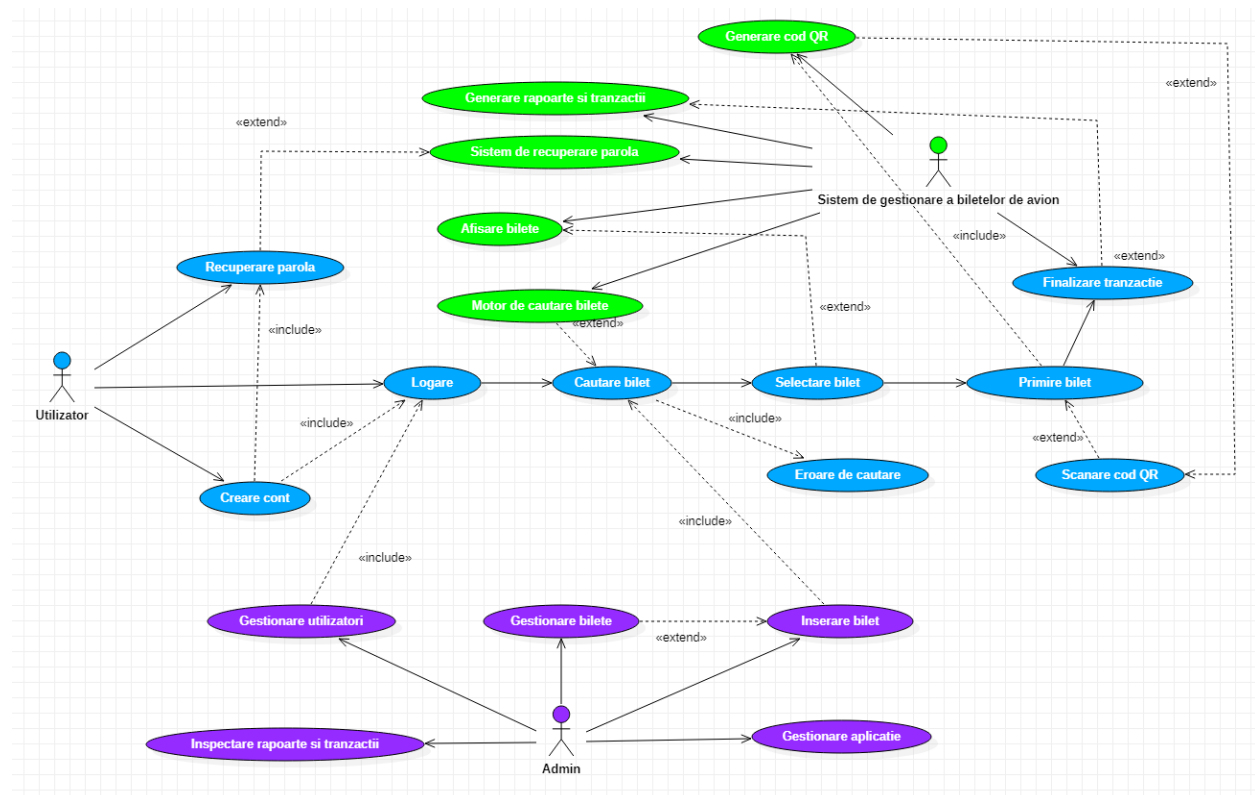 Generare cod QR
«extend»
Generare rapoarte si tranzactii
«extend»
Sistem de recuperare parola
Sistem de gestionare a biletelor de avion
Afisare bilete
«include»
«extend»
Recuperare parola
Finalizare tranzactie
Motor de cautare bilete
«extend»
«extend»
«include»
Utilizator
Logare
Cautare bilet
Selectare bilet
Primire bilet
«include»
«include»
«extend»
Eroare de cautare
Scanare cod QR
Creare cont
«include»
«include»
Gestionare utilizatori
Gestionare bilete
«extend»
Inserare bilet
Inspectare rapoarte si tranzactii
Admin
Gestionare aplicatie